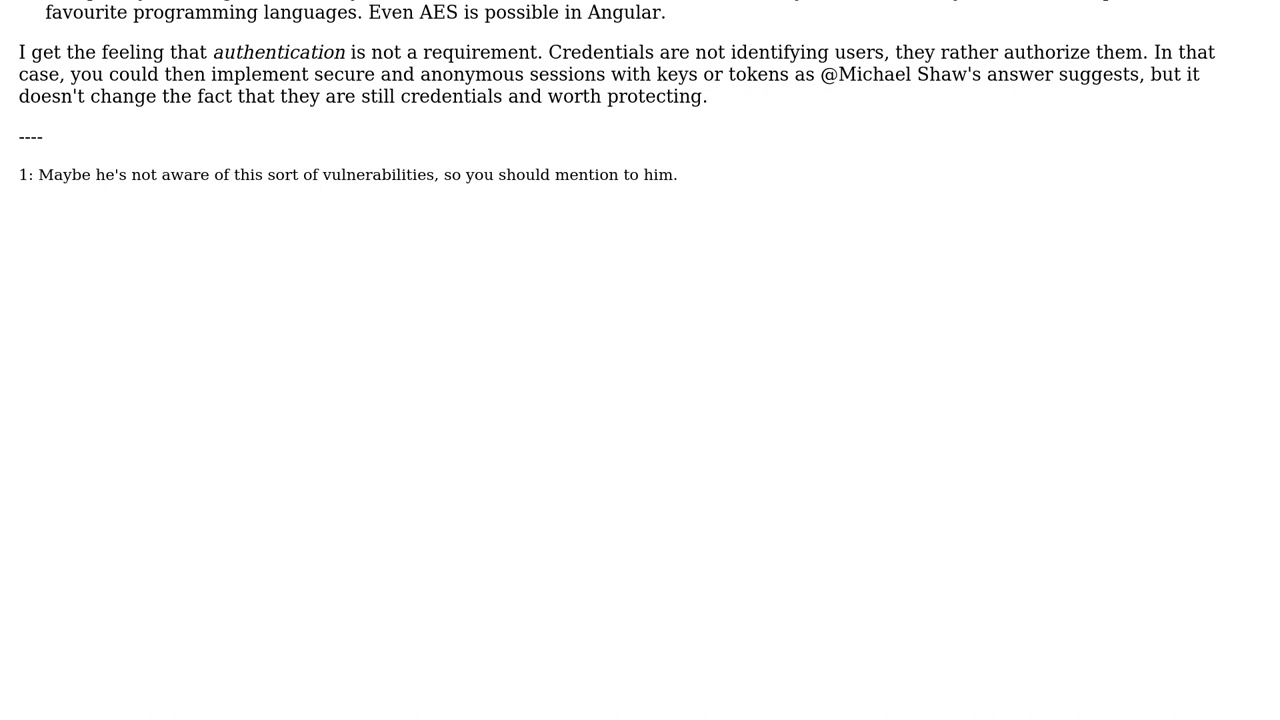 favourite programming languages. Even AES is possible in Angular.
I get the feeling that authentication is not a requirement. Credentials are not identifying users, they rather authorize them. In that
case, you could then implement secure and anonymous sessions with keys or tokens as @Michael Shaw's answer suggests, but it
doesn't change the fact that they are still credentials and worth protecting.
----
1: Maybe he's not aware of this sort of vulnerabilities, so you should mention to him.